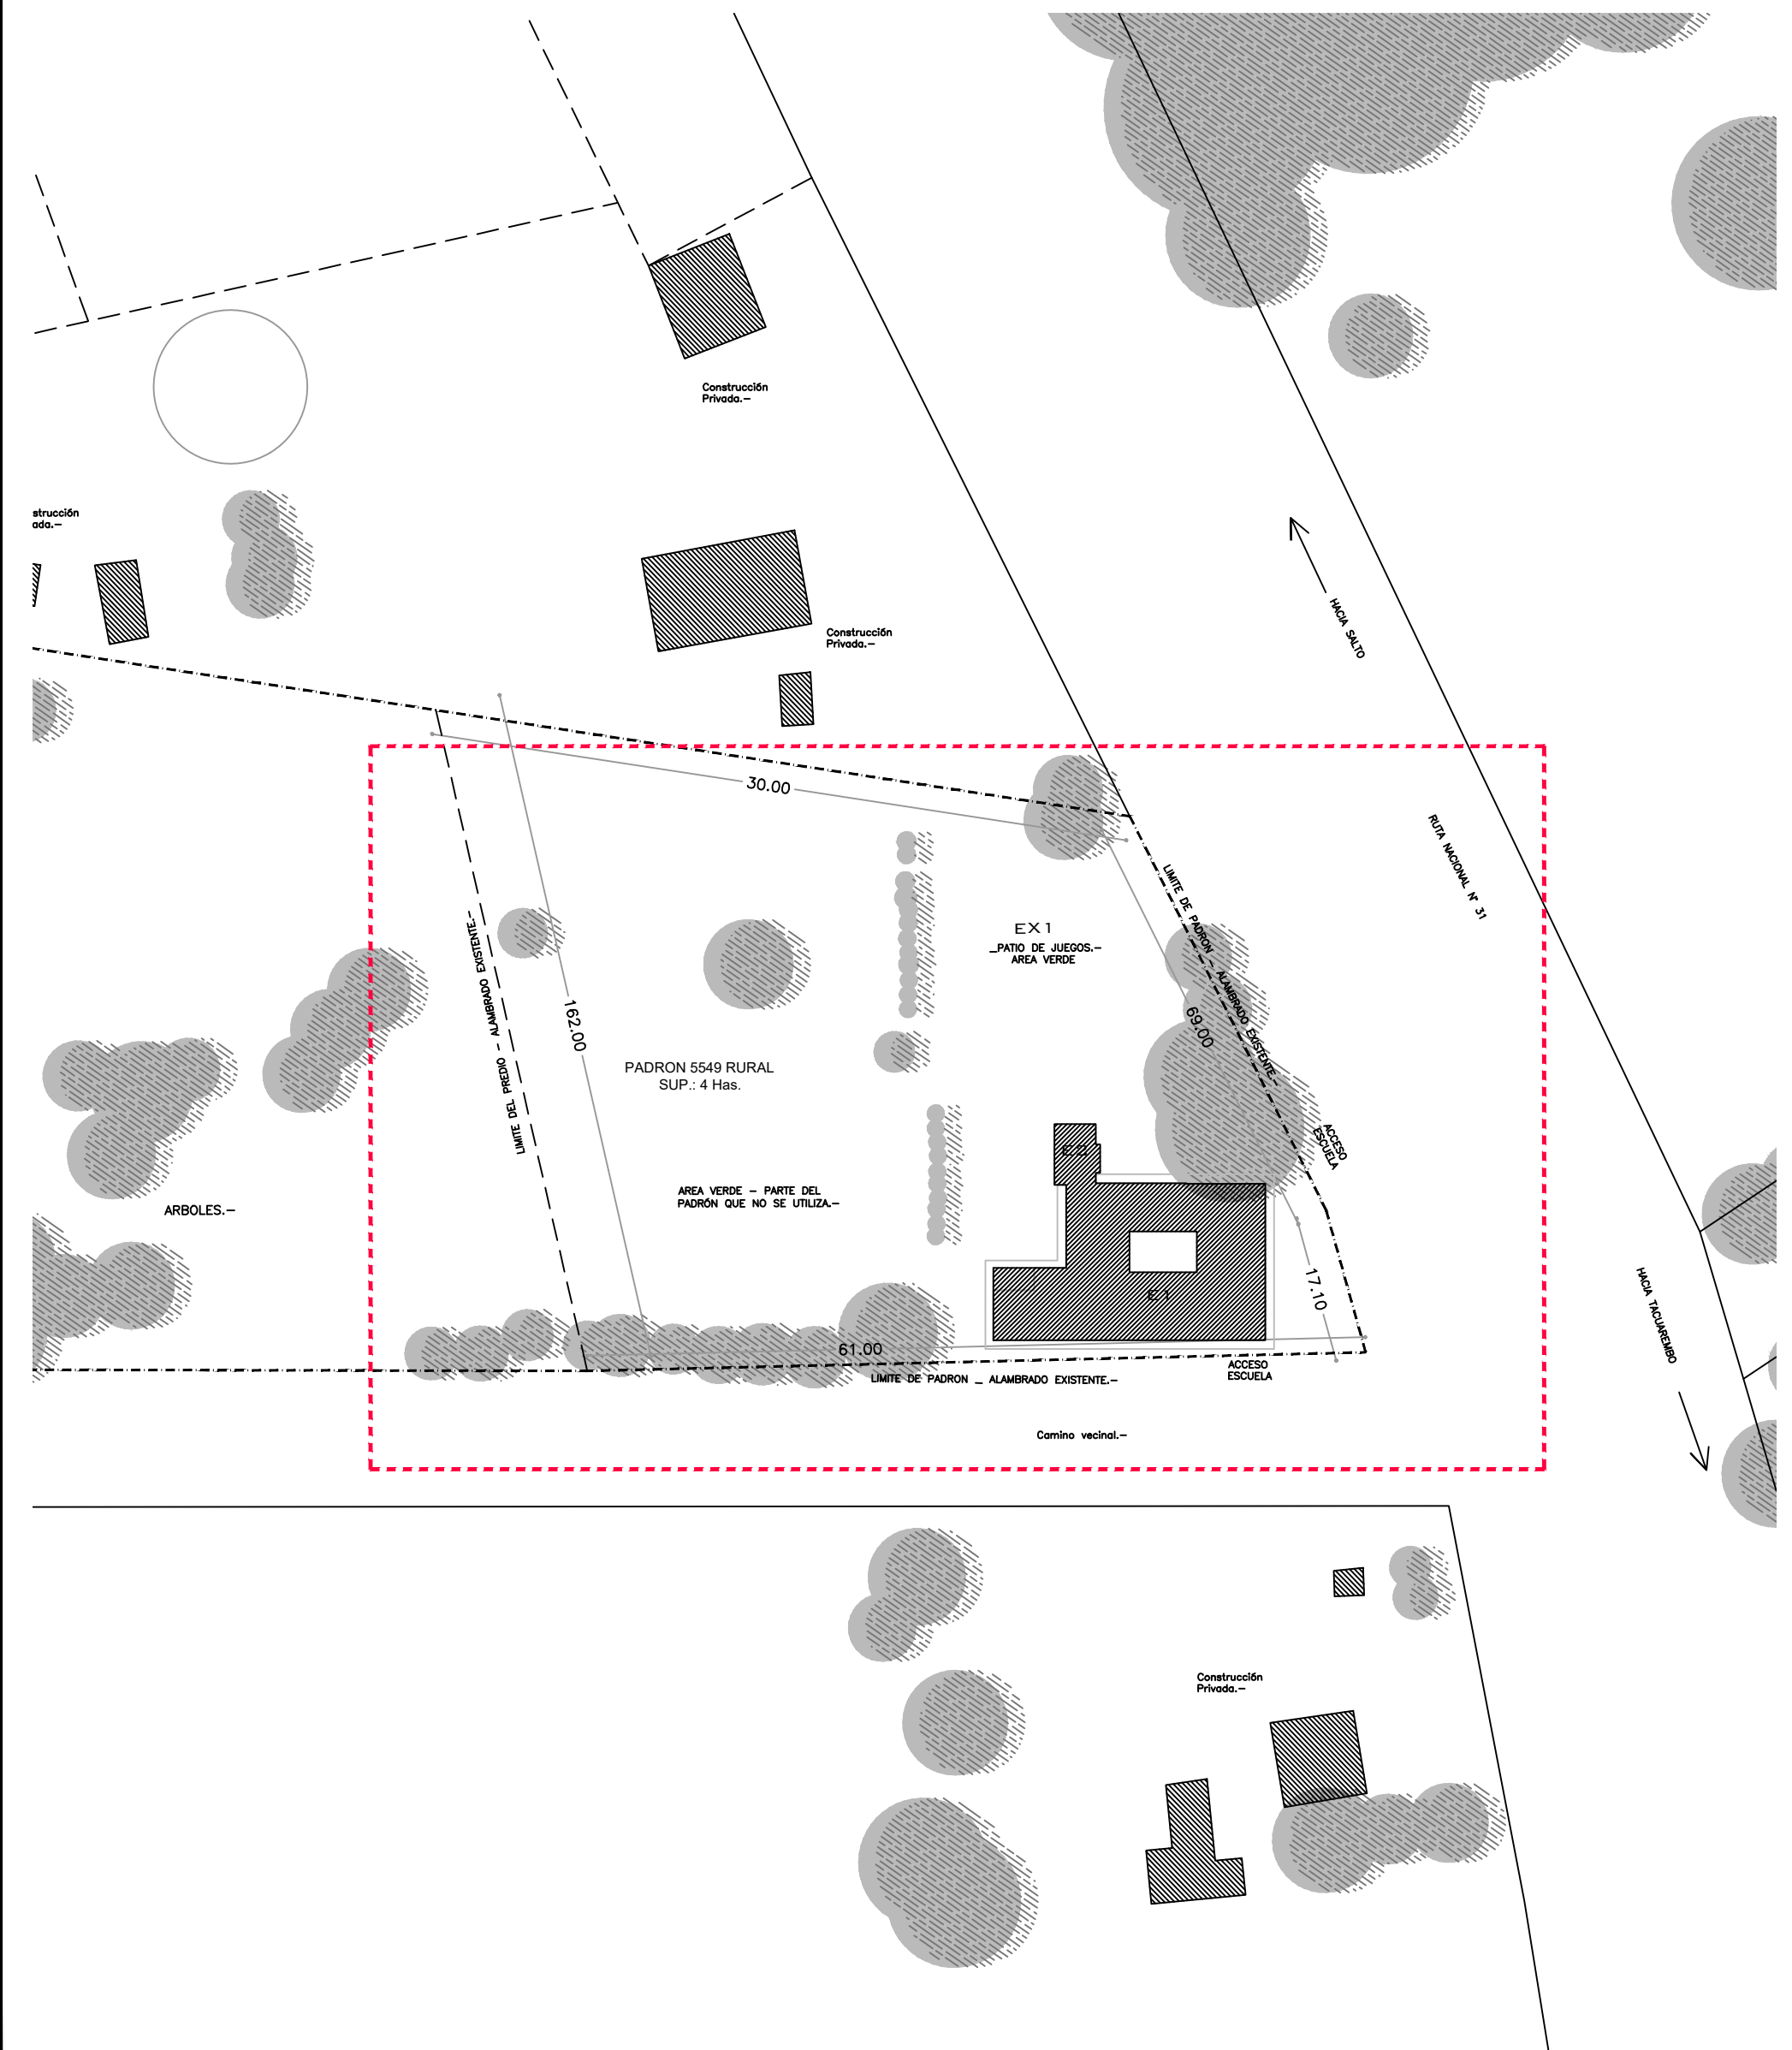 Construcción
Privada.-
strucción
ada.-
Construcción
Privada.-
HACIA SALTO
30.00
RUTA NACIONAL N° 31
LIMITE DE PADRON - ALAMBRADO EXISTENTE.-
EX1
_PATIO DE JUEGOS.-
AREA VERDE
LIMITE DEL PREDIO - ALAMBRADO EXISTENTE.-
162.00
69.00
PADRON 5549 RURAL
SUP.: 4 Has.
ACCESO
ESCUELA
E2
AREA VERDE - PARTE DEL
PADRÓN QUE NO SE UTILIZA.-
ARBOLES.-
E1
17.10
HACIA TACUAREMBO
61.00
ACCESO
ESCUELA
LIMITE DE PADRON _ ALAMBRADO EXISTENTE.-
Camino vecinal.-
Construcción
Privada.-